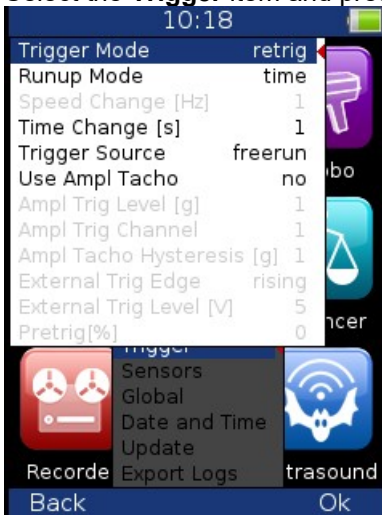 Select the Trigger item and pre
10:18
Trigger Mode retrig
Runup Mode time
Speed Change [Hz] 1
Time Change [s] 1
Trigger Source freerun
Use Ampl Tacho no
Ampl Trig Level [g] 1
Ampl Trig Channel 1
Ampl Tacho Hysteresis [g] 1
External Trig Edge rising
External Trig Level [V] 5
Pretrig[%] 0
bo
ncer
Trigger
Sensors
Global
Date and Time
Update
Recorde Export Logs trasound
Back Ok